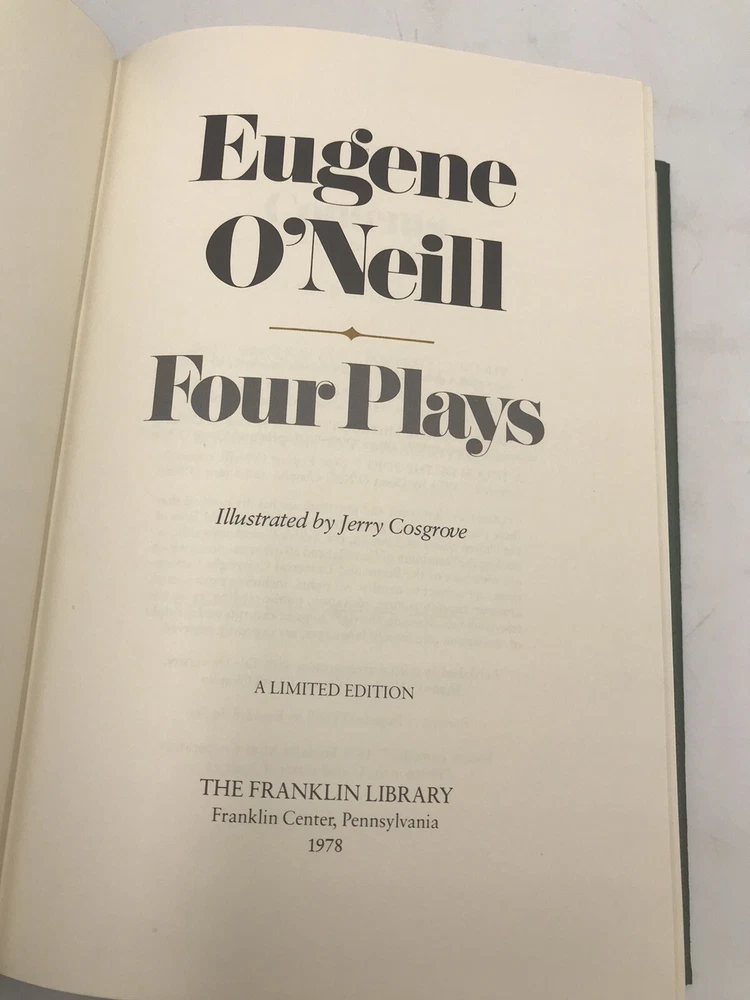 Eugene
O'Neill
Four Plays
Illustrated by Jerry Cosgrove
A LIMITED EDITION
THE FRANKLIN LIBRARY
Franklin Center, Pennsylvania
1978